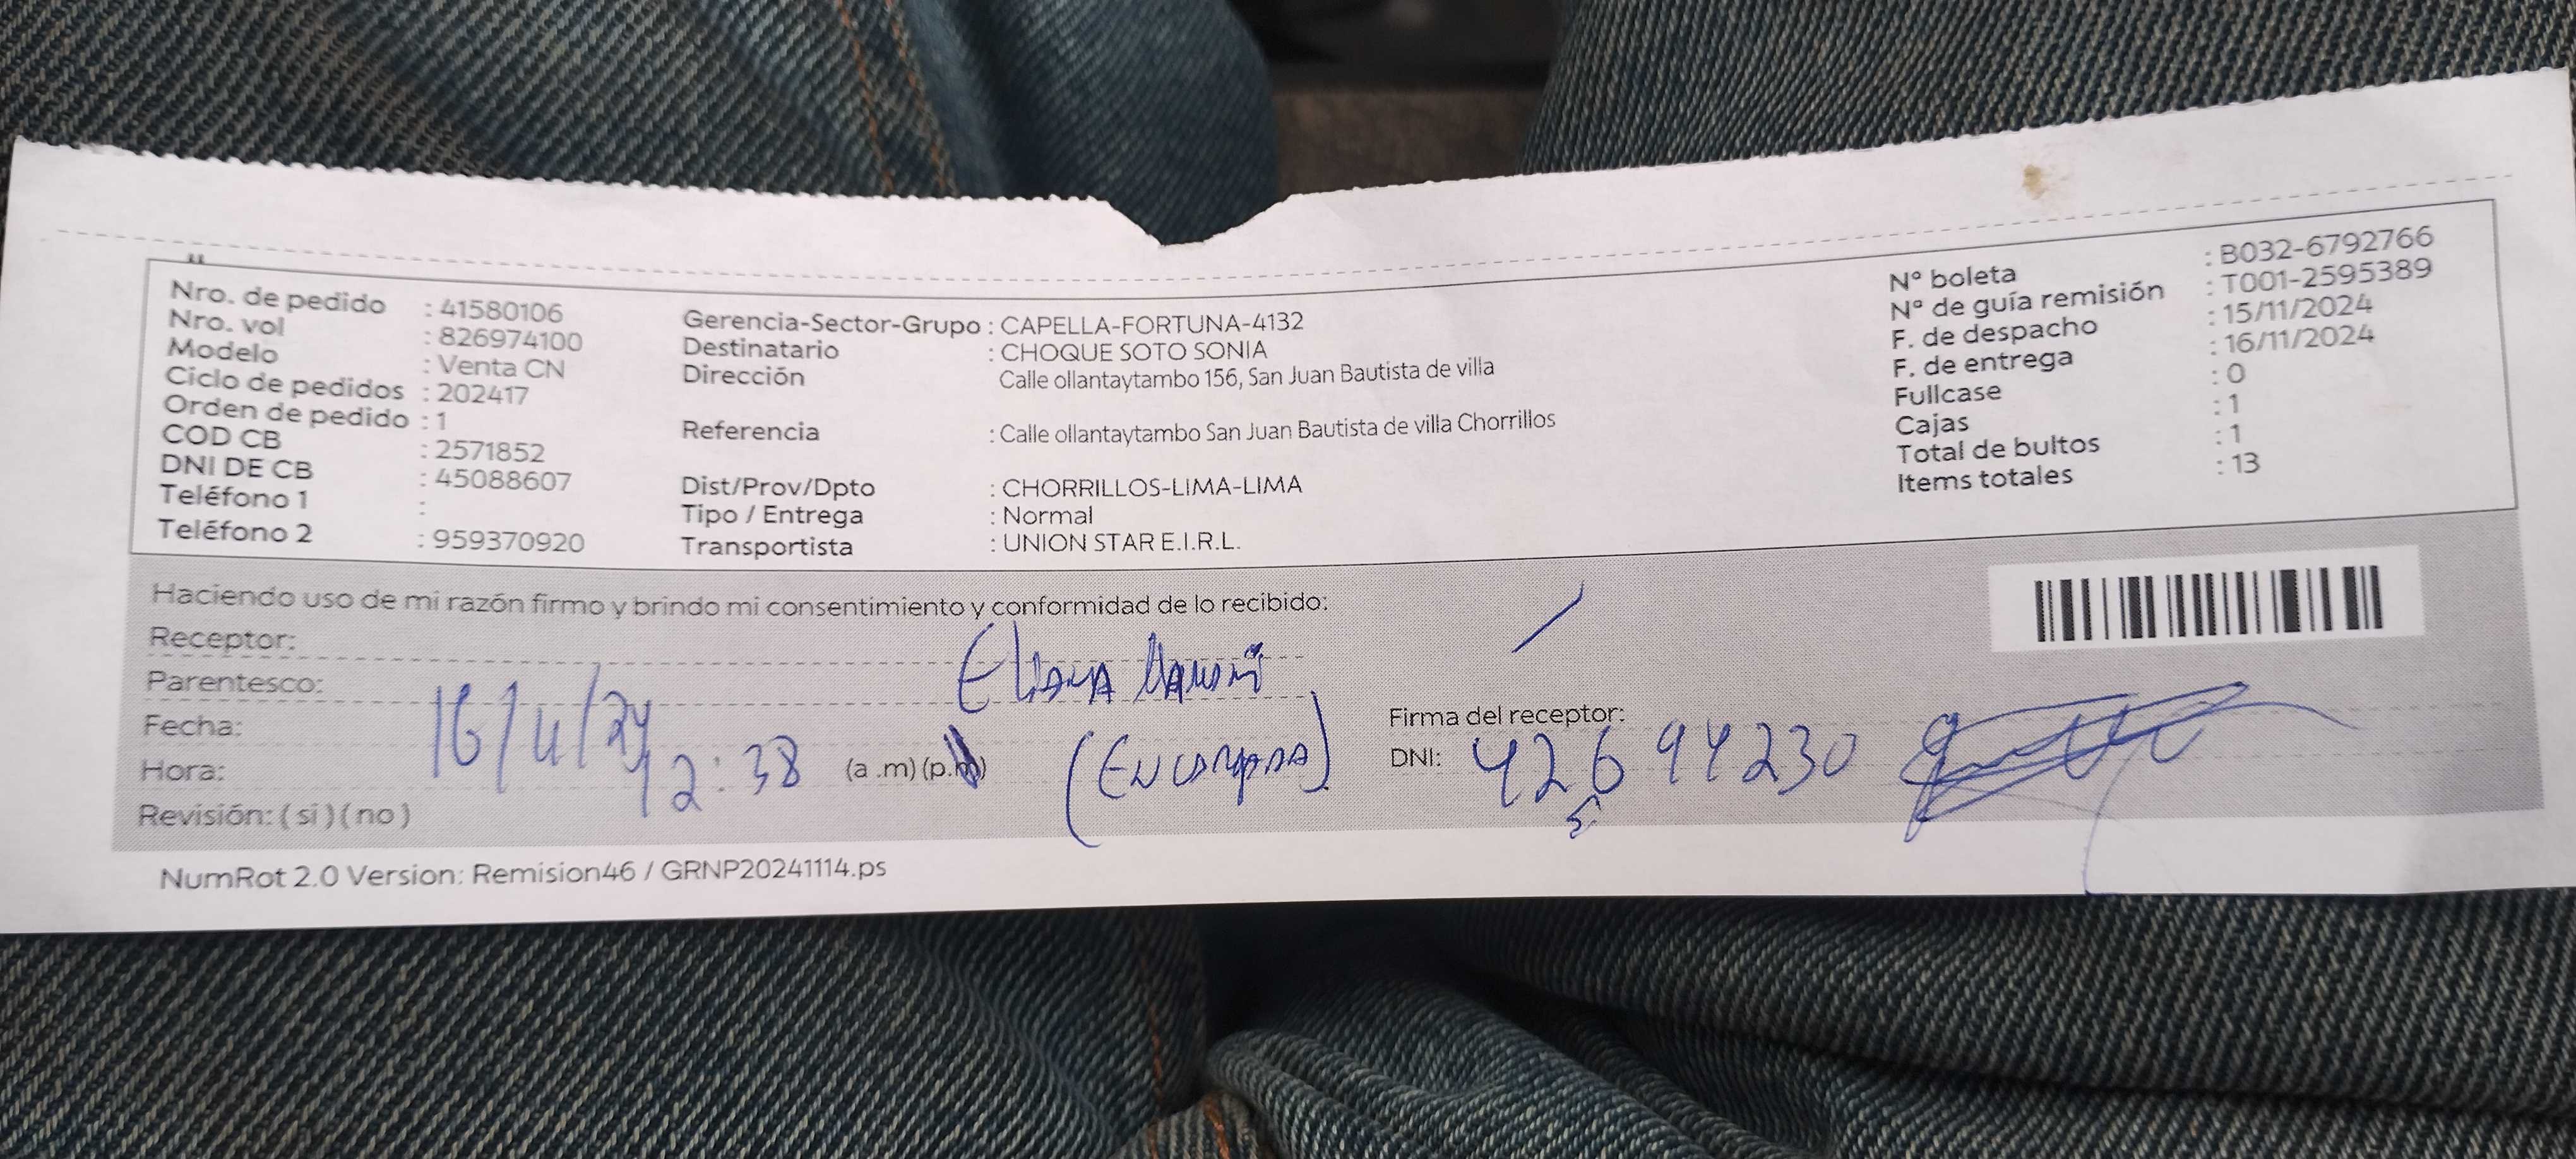 Nro. de pedido : 41580106
Nro. vol : 826974100
Modelo : Venta CN
Ciclo de pedidos : 202417
Orden de pedido : 1
COD CB : 2571852
DNI DE CB : 45088607
Teléfono 1 :
Teléfono 2 : 959370920
Gerencia-Sector-Grupo : CAPELLA-FORTUNA-4132
Destinatario : CHOQUE SOTO SONIA
Dirección Calle ollantaytambo 156, San Juan Bautista de villa
Referencia : Calle ollantaytambo San Juan Bautista de villa Chorrillos
Dist/Prov/Dpto : CHORRILLOS-LIMA-LIMA
Tipo / Entrega : Normal
Transportista : UNION STAR E.I.R.L.
N° boleta : B032-6792766
N° de guía remisión : T001-2595389
F. de despacho : 15/11/2024
F. de entrega : 16/11/2024
Fullcase : 0
Cajas : 1
Total de bultos : 1
Items totales : 13
Haciendo uso de mi razón firmo y brindo mi consentimiento y conformidad de lo recibido:
Receptor: Eliana
Parentesco:
Fecha: 16/11/24
Hora: 12:38 (a .m) (p.m)
(Encargada)
Revisión: ( si ) ( no )
Firma del receptor:
DNI: 42694230
NumRot 2.0 Version: Remision46 / GRNP20241114.ps